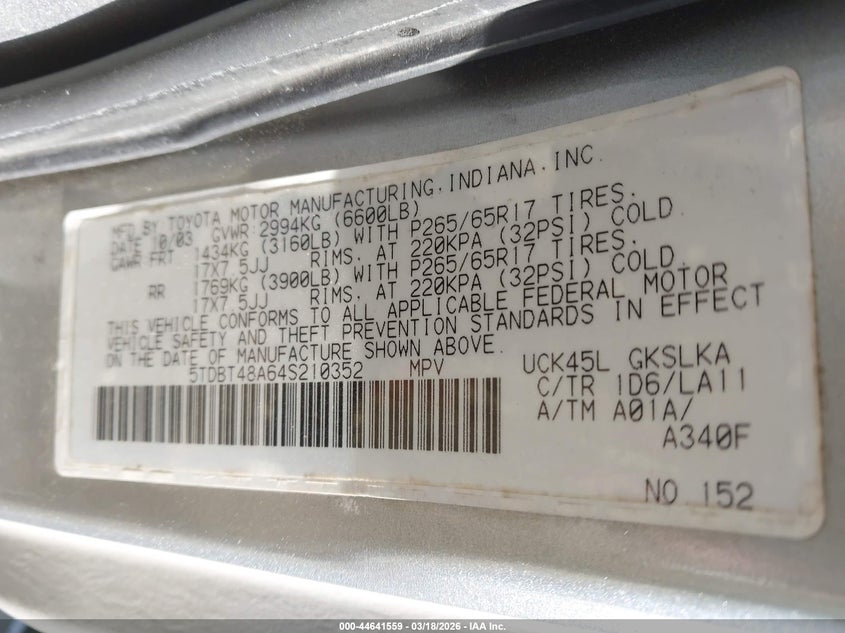 MFD BY TOYOTA MOTOR MANUFACTURING, INDIANA, INC.
DATE 10/03 GVWR 2994KG (6600LB)
GAWR FRT 1434KG (3160LB) WITH P265/65R17 TIRES.
17X7.5JJ RIMS. AT 220KPA (32PSI) COLD
RR 1769KG (3900LB) WITH P265/65R17 TIRES.
17X7.5JJ RIMS. AT 220KPA (32PSI) COLD.
THIS VEHICLE CONFORMS TO ALL APPLICABLE FEDERAL MOTOR
VEHICLE SAFETY AND THEFT PREVENTION STANDARDS IN EFFECT
ON THE DATE OF MANUFACTURE SHOWN ABOVE.
5TDBT48A64S210352 MPV UCK45L GKSLKA
C/TR 1D6/LA11
A/TM A01A/
A340F
NO 152
000-44641559 — 03/18/2026 — IAA Inc.